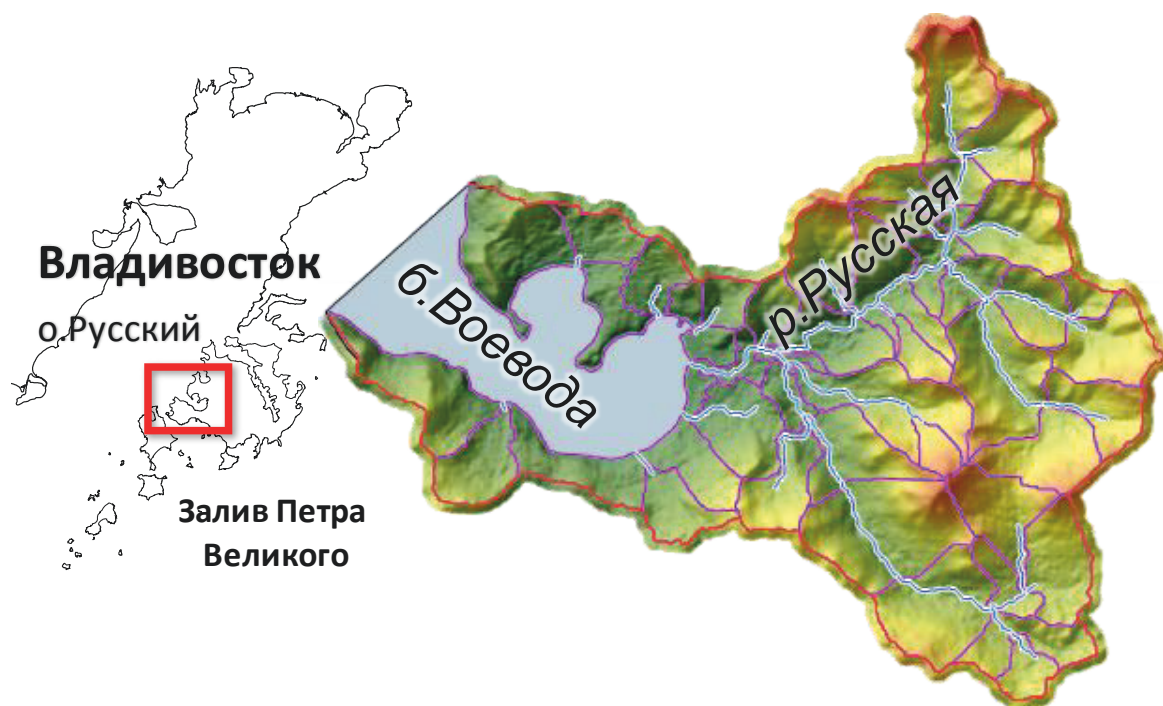 Владивосток
о.Русский
Залив Петра
Великого
б.Воевода
р.Русская